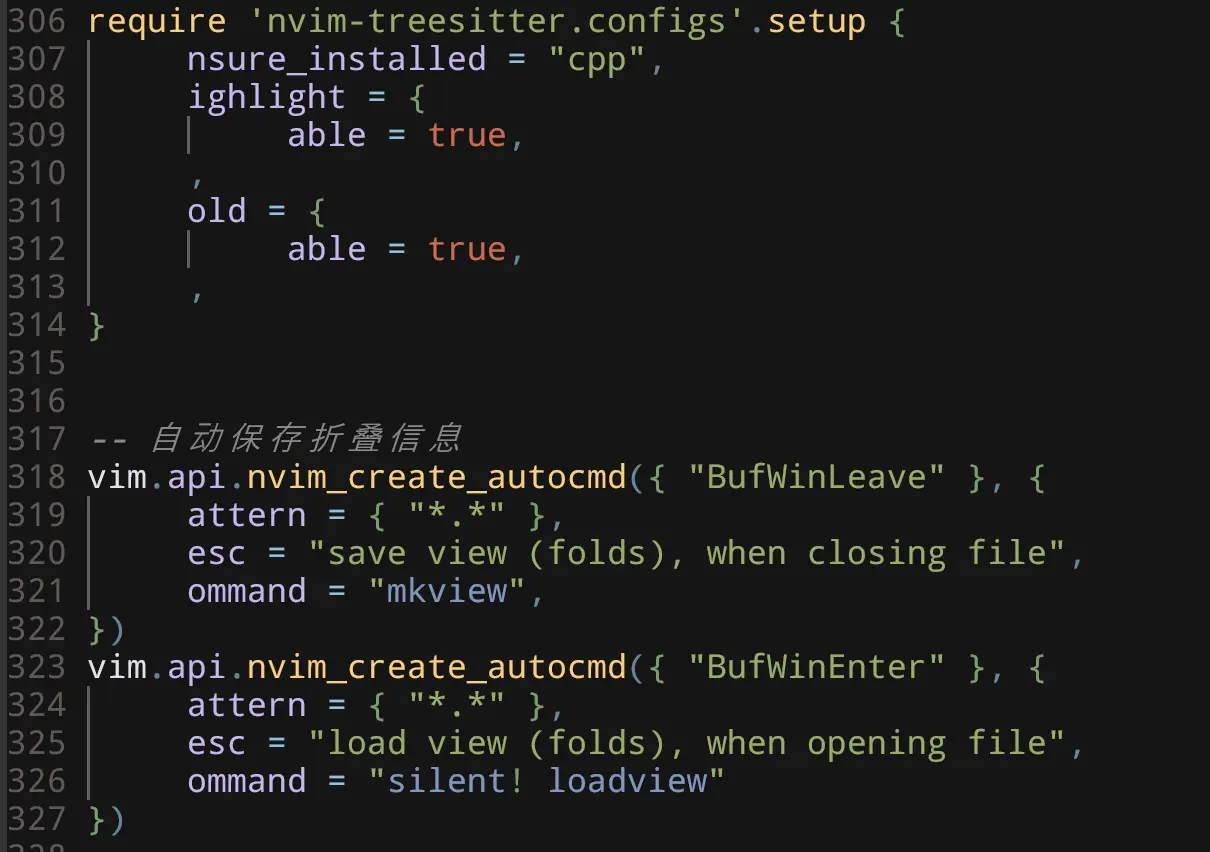 306 require 'nvim-treesitter.configs'.setup {
307 nsure_installed = "cpp",
308 ighlight = {
309 able = true,
310 ,
311 old = {
312 able = true,
313 ,
314 }
315
316
317 -- 自动保存折叠信息
318 vim.api.nvim_create_autocmd({ "BufWinLeave" }, {
319 attern = { "*.*" },
320 esc = "save view (folds), when closing file",
321 ommand = "mkview",
322 })
323 vim.api.nvim_create_autocmd({ "BufWinEnter" }, {
324 attern = { "*.*" },
325 esc = "load view (folds), when opening file",
326 ommand = "silent! loadview"
327 })